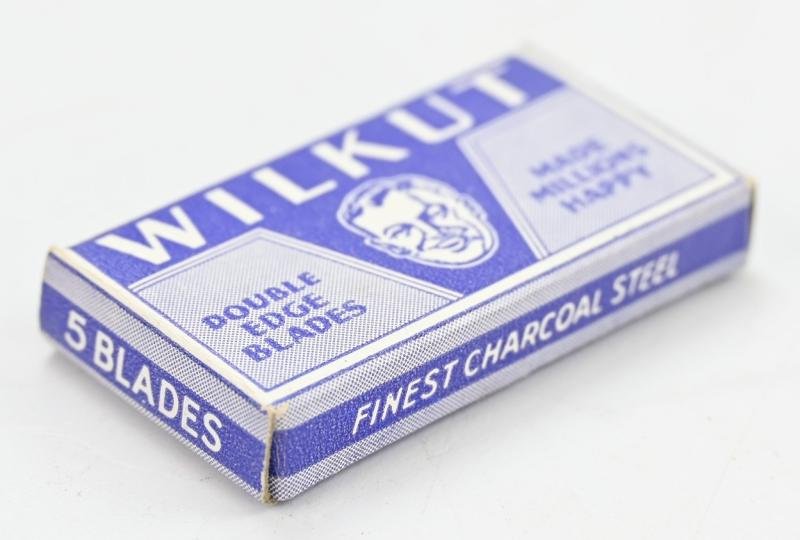 WILKUT
DOUBLE
EDGE
BLADES
MADE
MILLIONS
HAPPY
5 BLADES
FINEST CHARCOAL STEEL